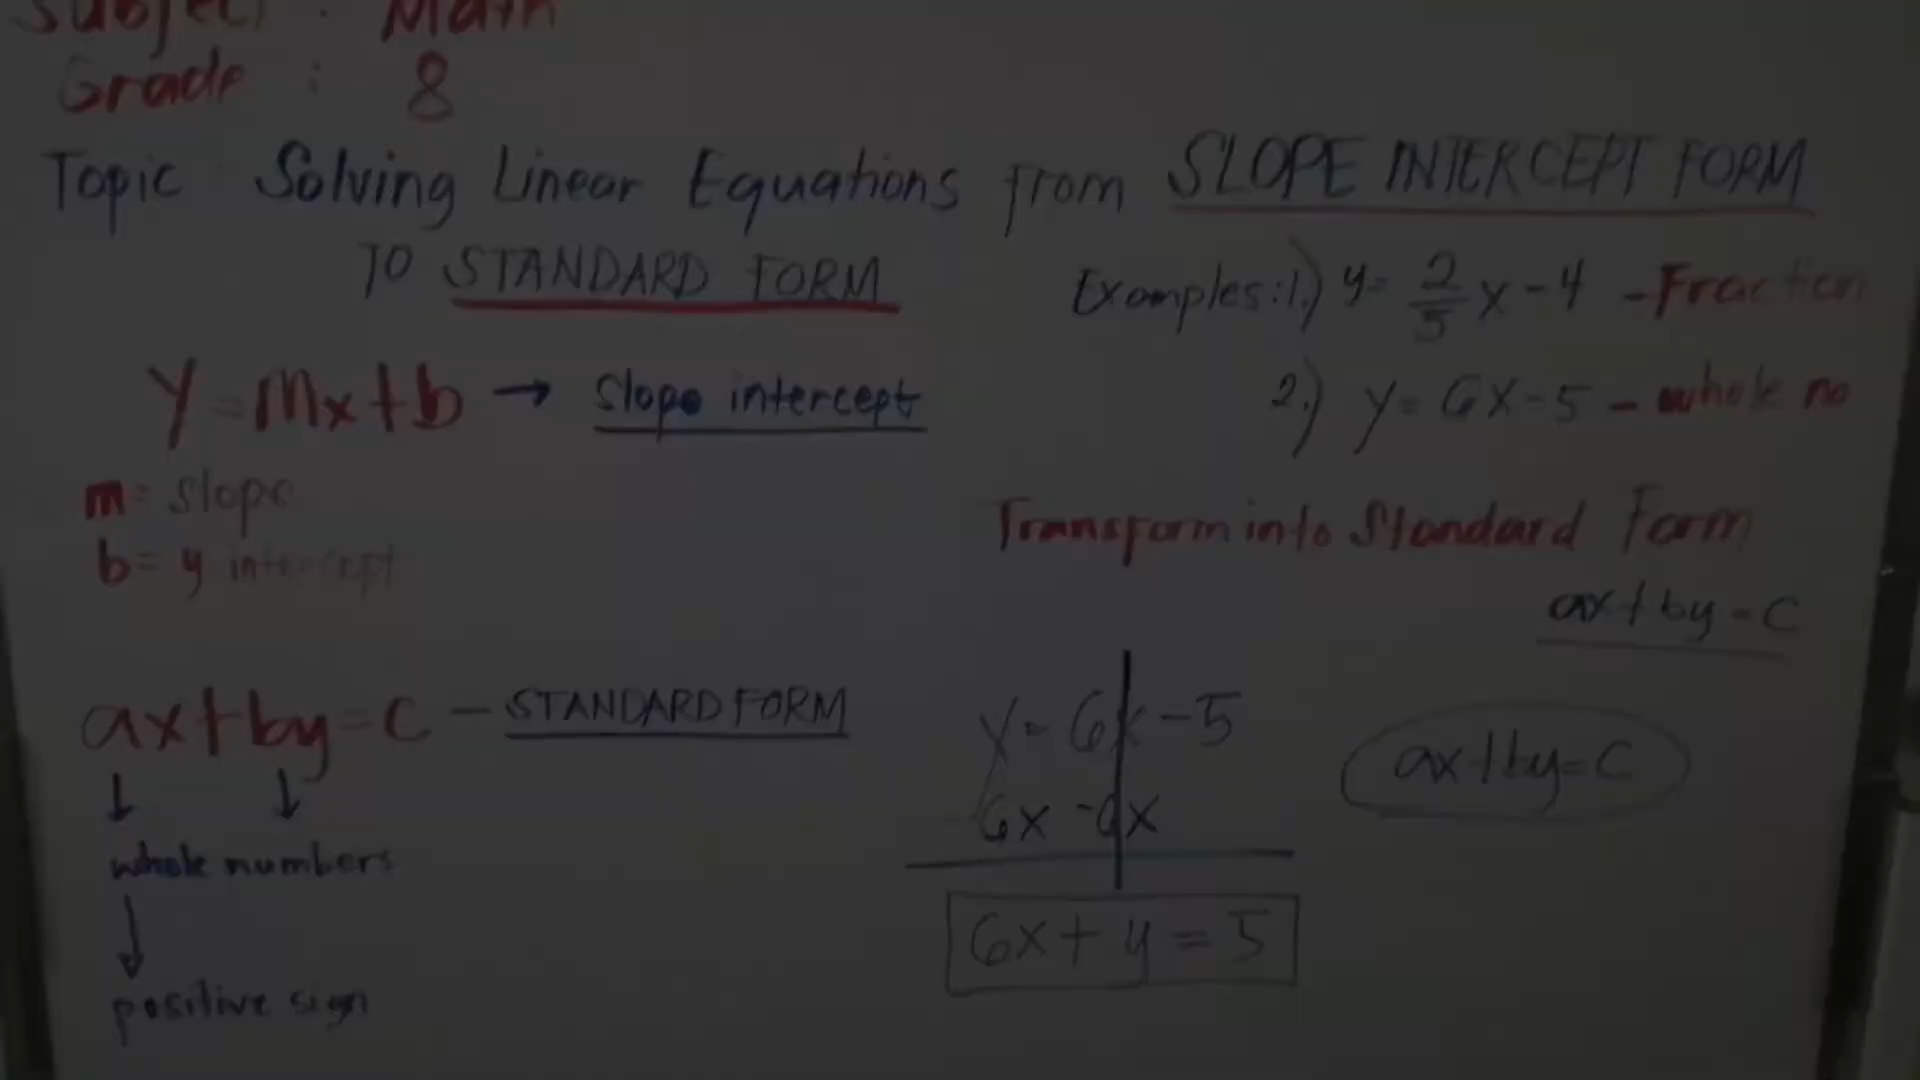 Subject : Math
Grade : 8
Topic Solving Linear Equations from SLOPE INTERCEPT FORM
TO STANDARD FORM
Examples: 1.) y = 2/5 x - 4 - Fraction
2.) y = 6x - 5 - whole no
y = mx + b → Slope intercept
m = slope
b = y intercept
Transform into Standard Form
ax + by = c
ax + by = c - STANDARD FORM
whole numbers
positive sign
y = 6x - 5
6x -6x
6x + y = 5
ax + by = c